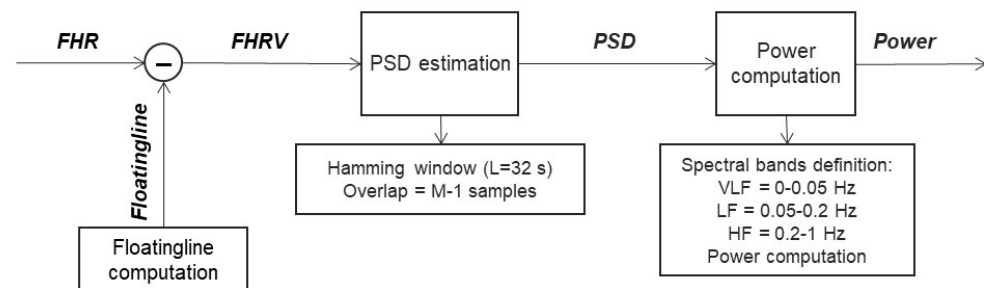 FHR
FHRV
PSD estimation
PSD
Power
computation
Power
Floatingline
Floatingline
computation
Hamming window (L=32 s)
Overlap = M-1 samples
Spectral bands definition:
VLF = 0-0.05 Hz
LF = 0.05-0.2 Hz
HF = 0.2-1 Hz
Power computation